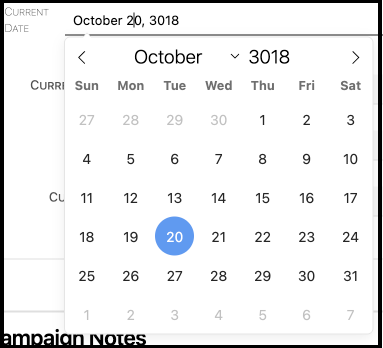 Current
Date
October 20, 3018
October 3018
Sun Mon Tue Wed Thu Fri Sat
27 28 29 30 1 2 3
4 5 6 7 8 9 10
11 12 13 14 15 16 17
18 19 20 21 22 23 24
25 26 27 28 29 30 31
1 2 3 4 5 6 7
ampaign Notes